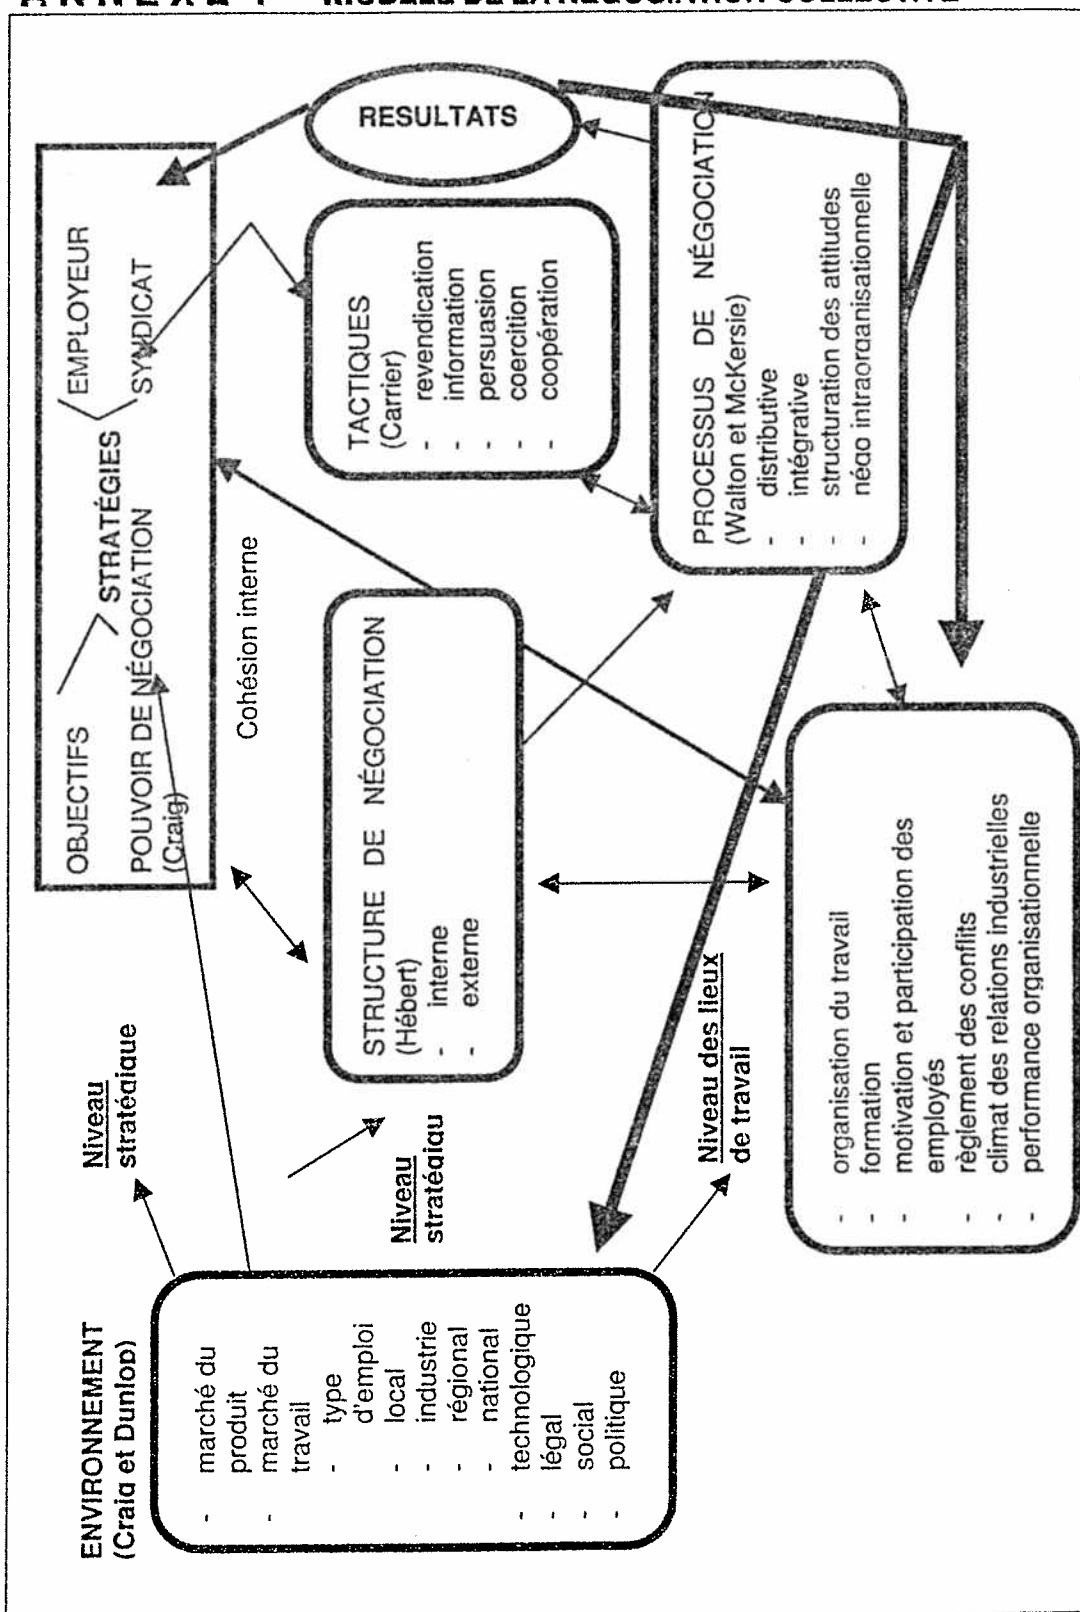 ENVIRONNEMENT
(Craig et Dunlop)
- marché du
produit
- marché du
travail
- type
d'emploi
- local
- industrie
- régional
- national
- technologique
- légal
- social
- politique
Niveau
stratégique
Niveau
stratégiqu
Niveau des lieux
de travail
OBJECTIFS
STRATÉGIES
POUVOIR DE NÉGOCIATION
(Craig)
EMPLOYEUR
SYNDICAT
Cohésion interne
STRUCTURE DE NÉGOCIATION
(Hébert)
- interne
- externe
TACTIQUES
(Carrier)
- revendication
- information
- persuasion
- coercition
- coopération
RESULTATS
PROCESSUS DE NÉGOCIATION
(Walton et McKersie)
- distributive
- intégrative
- structuration des attitudes
- négo intraorganisationnelle
- organisation du travail
- formation
- motivation et participation des
employés
- règlement des conflits
- climat des relations industrielles
- performance organisationnelle